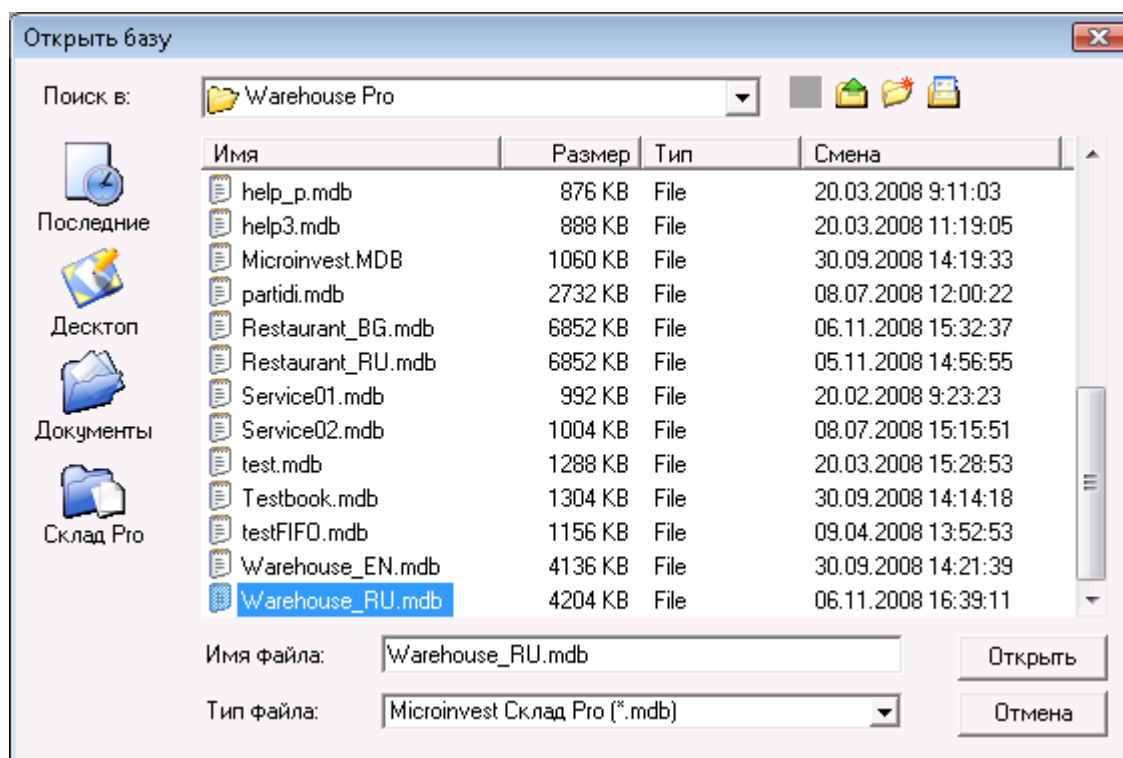 Открыть базу
Поиск в: Warehouse Pro
Имя Размер Тип Смена
help_p.mdb 876 KB File 20.03.2008 9:11:03
help3.mdb 888 KB File 20.03.2008 11:19:05
Microinvest.MDB 1060 KB File 30.09.2008 14:19:33
partidi.mdb 2732 KB File 08.07.2008 12:00:22
Restaurant_BG.mdb 6852 KB File 06.11.2008 15:32:37
Restaurant_RU.mdb 6852 KB File 05.11.2008 14:56:55
Service01.mdb 992 KB File 20.02.2008 9:23:23
Service02.mdb 1004 KB File 08.07.2008 15:15:51
test.mdb 1288 KB File 20.03.2008 15:28:53
Testbook.mdb 1304 KB File 30.09.2008 14:14:18
testFIFO.mdb 1156 KB File 09.04.2008 13:52:53
Warehouse_EN.mdb 4136 KB File 30.09.2008 14:21:39
Warehouse_RU.mdb 4204 KB File 06.11.2008 16:39:11
Последние
Десктоп
Документы
Склад Pro
Имя файла: Warehouse_RU.mdb Открыть
Тип файла: Microinvest Склад Pro (*.mdb) Отмена